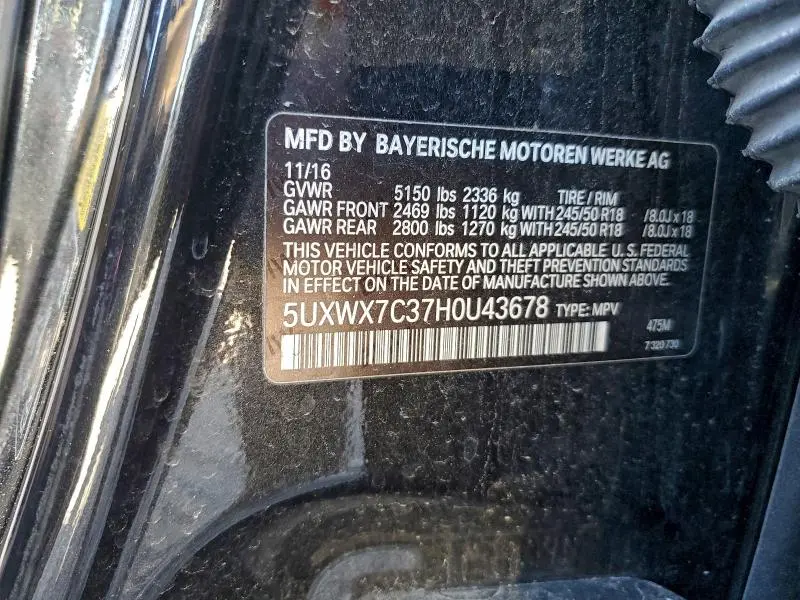 MFD BY BAYERISCHE MOTOREN WERKE AG
11/16
GVWR 5150 lbs 2336 kg TIRE / RIM
GAWR FRONT 2469 lbs 1120 kg WITH 245/50 R18 /8.0J x 18
GAWR REAR 2800 lbs 1270 kg WITH 245/50 R18 /8.0J x 18
THIS VEHICLE CONFORMS TO ALL APPLICABLE U.S. FEDERAL
MOTOR VEHICLE SAFETY AND THEFT PREVENTION STANDARDS
IN EFFECT ON THE DATE OF MANUFACTURE SHOWN ABOVE.
5UXWX7C37H0U43678 TYPE: MPV
475M
7320730